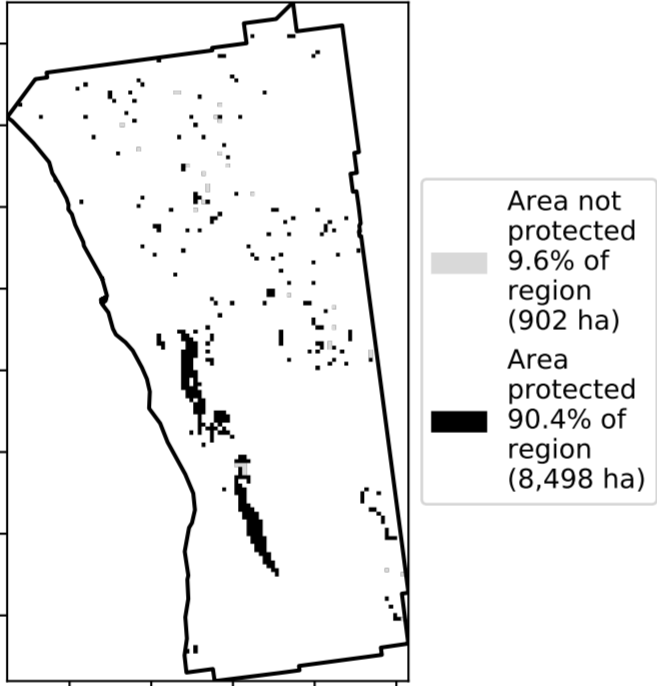 Area not
protected
9.6% of
region
(902 ha)
Area
protected
90.4% of
region
(8,498 ha)